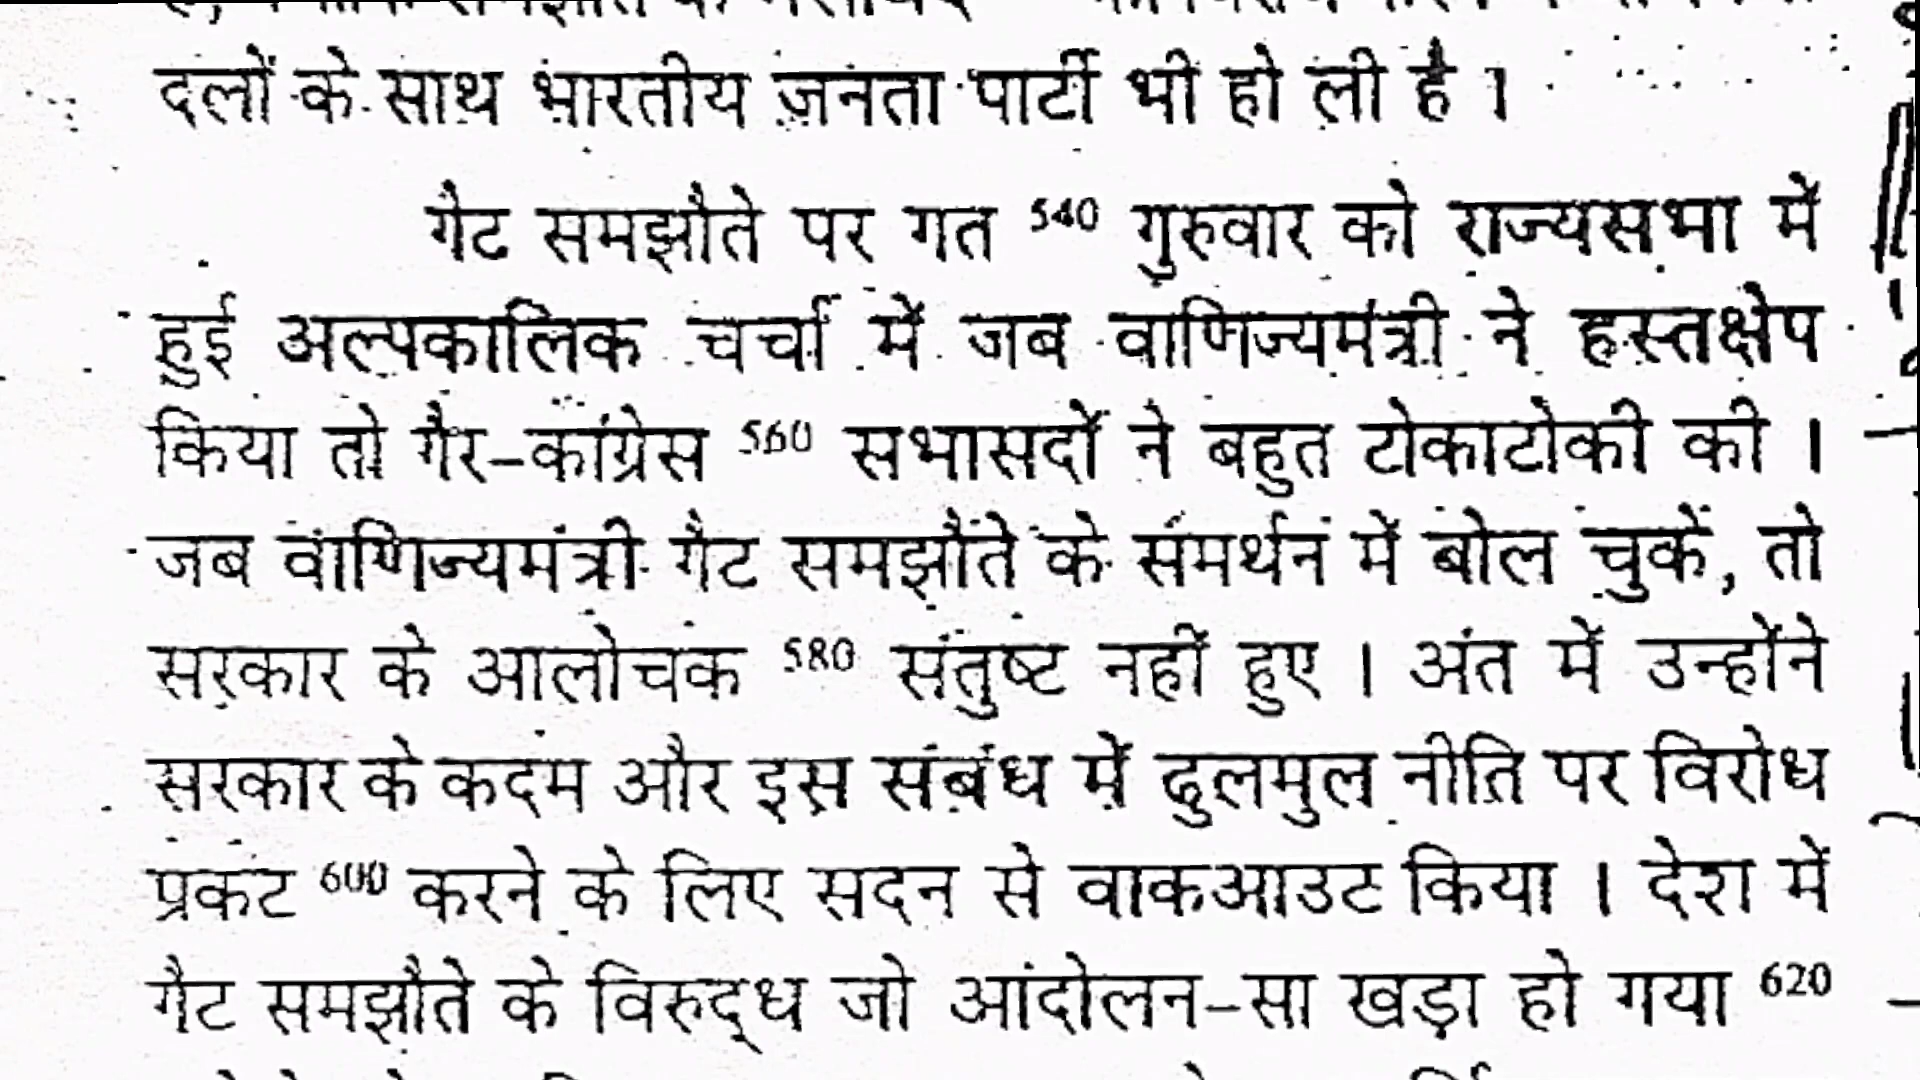 दलों के साथ भारतीय जनता पार्टी भी हो ली है ।
गैट समझौते पर गत 540 गुरुवार को राज्यसभा में
हुई अल्पकालिक चर्चा में जब वाणिज्यमंत्री ने हस्तक्षेप
किया तो गैर-कांग्रेस 560 सभासदों ने बहुत टोकाटोकी की ।
जब वाणिज्यमंत्री गैट समझौते के समर्थन में बोल चुकें, तो
सरकार के आलोचक 580 संतुष्ट नहीं हुए । अंत में उन्होंने
सरकार के कदम और इस संबंध में ढुलमुल नीति पर विरोध
प्रकट 600 करने के लिए सदन से वाकआउट किया । देश में
गैट समझौते के विरुद्ध जो आंदोलन-सा खड़ा हो गया 620